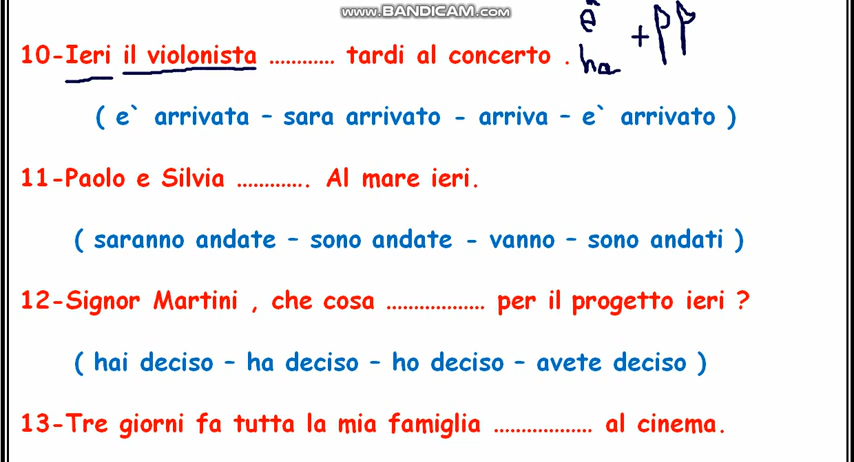 www.BANDICAM.com
è
ha + pp
10-Ieri il violonista ............ tardi al concerto .
( e` arrivata – sara arrivato - arriva – e` arrivato )
11-Paolo e Silvia ............. Al mare ieri.
( saranno andate – sono andate - vanno – sono andati )
12-Signor Martini , che cosa .................. per il progetto ieri ?
( hai deciso – ha deciso – ho deciso – avete deciso )
13-Tre giorni fa tutta la mia famiglia .................. al cinema.